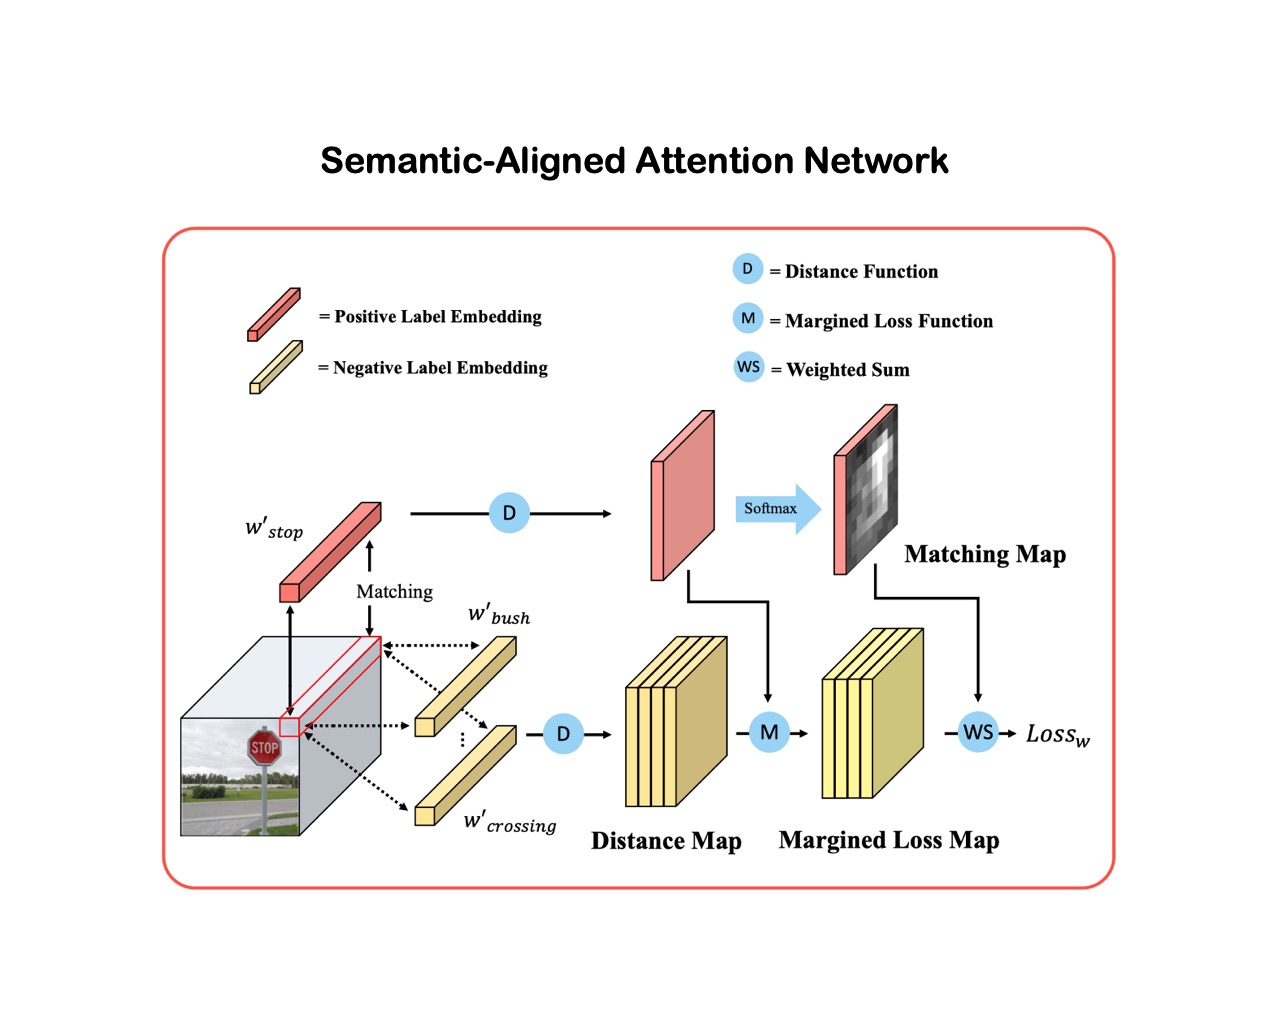 Semantic-Aligned Attention Network
= Positive Label Embedding
= Negative Label Embedding
D = Distance Function
M = Margined Loss Function
WS = Weighted Sum
w'stop
D
Softmax
Matching Map
Matching
w'bush
STOP
D
M
WS
Lossw
w'crossing
Distance Map
Margined Loss Map